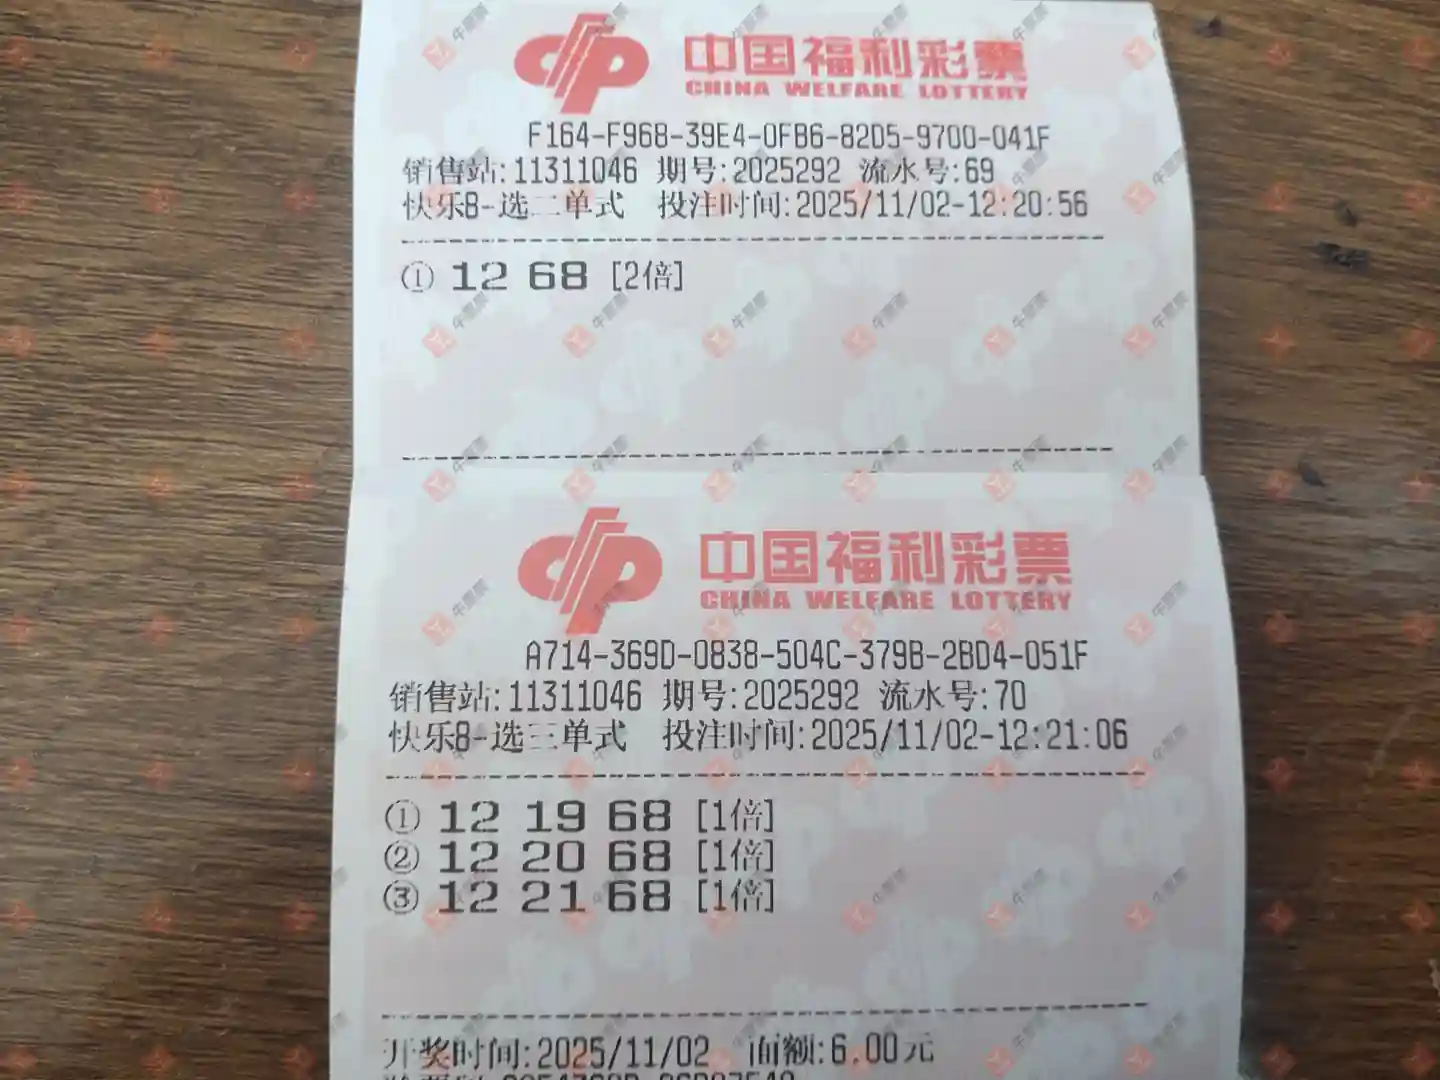 中国福利彩票
CHINA WELFARE LOTTERY
F164-F968-39E4-0FB6-82D5-9700-041F
销售站:11311046 期号:2025292 流水号:69
快乐8-选二单式 投注时间:2025/11/02-12:20:56
① 12 68 [2倍]
中国福利彩票
CHINA WELFARE LOTTERY
A714-369D-0838-504C-379B-2BD4-051F
销售站:11311046 期号:2025292 流水号:70
快乐8-选三单式 投注时间:2025/11/02-12:21:06
① 12 19 68 [1倍]
② 12 20 68 [1倍]
③ 12 21 68 [1倍]
开奖时间:2025/11/02 面额:6.00元